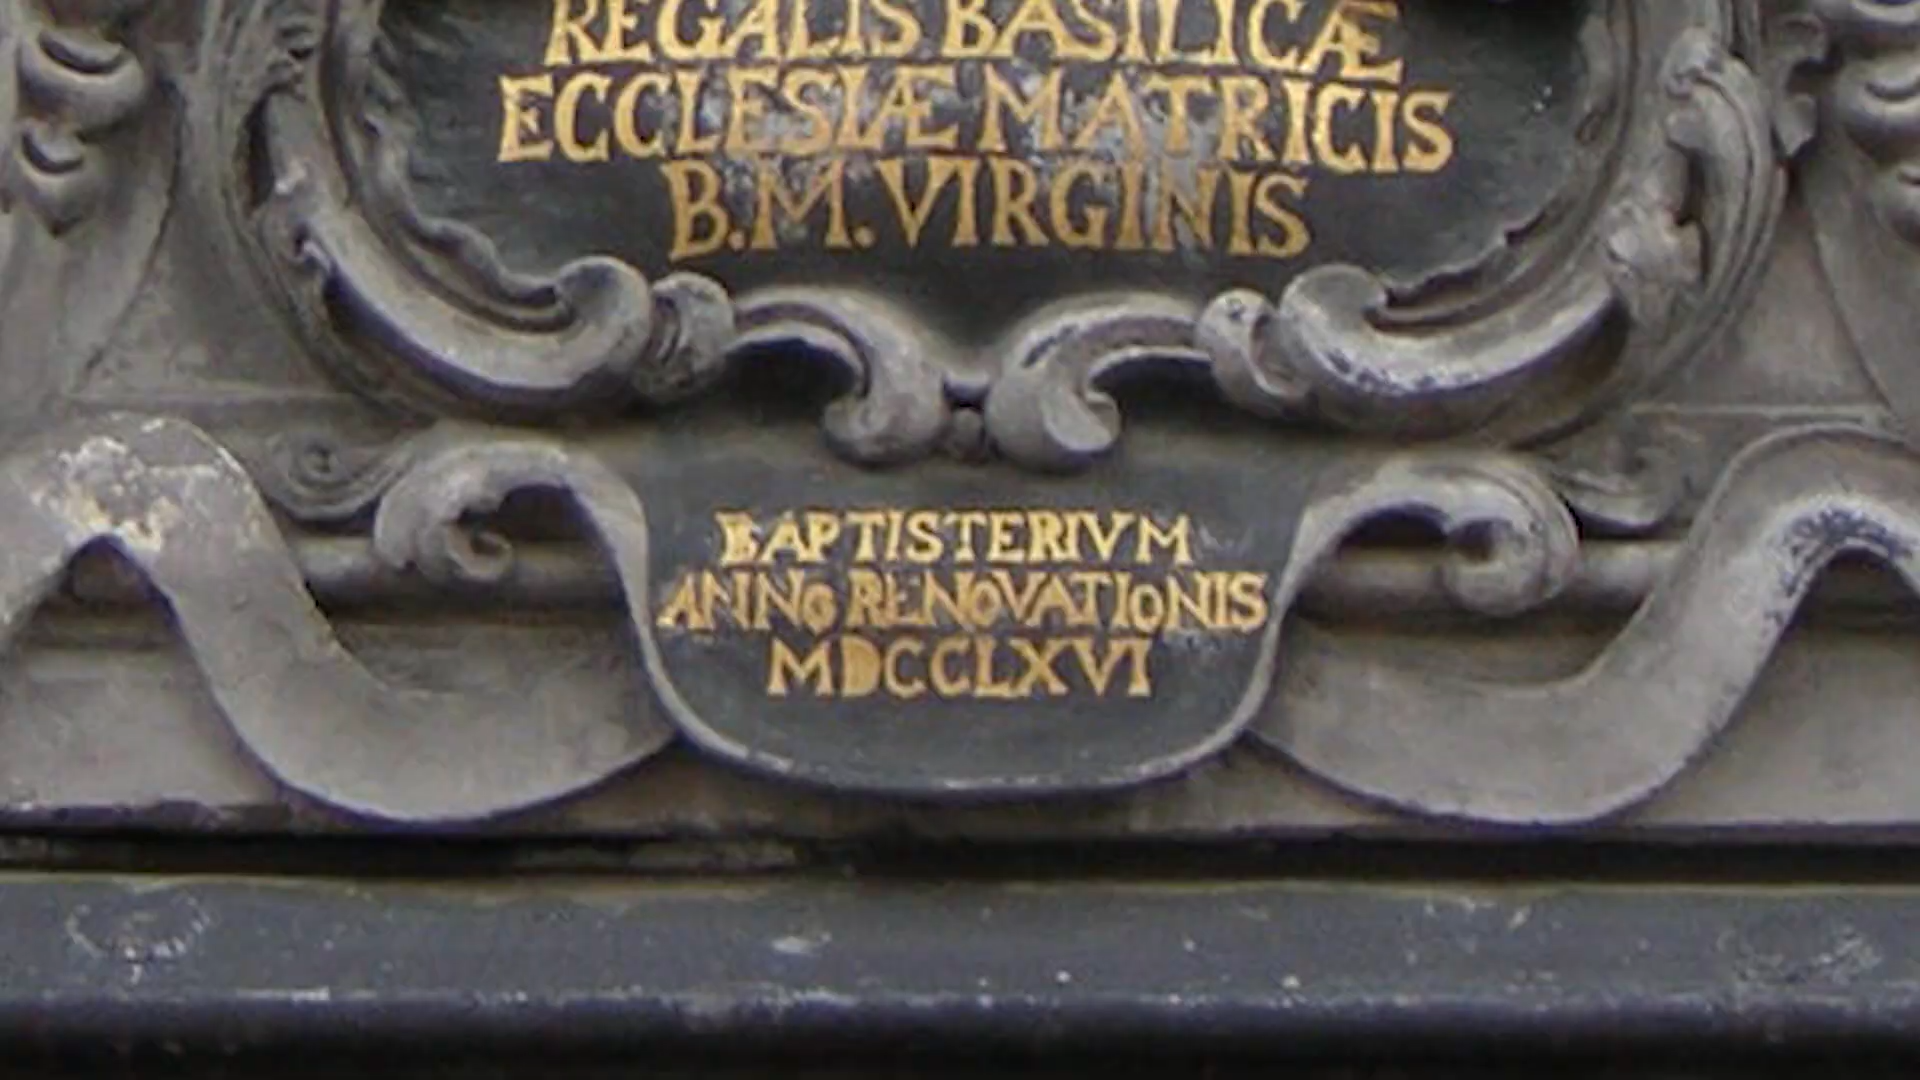 REGALIS BASILICÆ
ECCLESIÆ MATRICIS
B.M. VIRGINIS
BAPTISTERIVM
ANNO RENOVATIONIS
MDCCLXVI